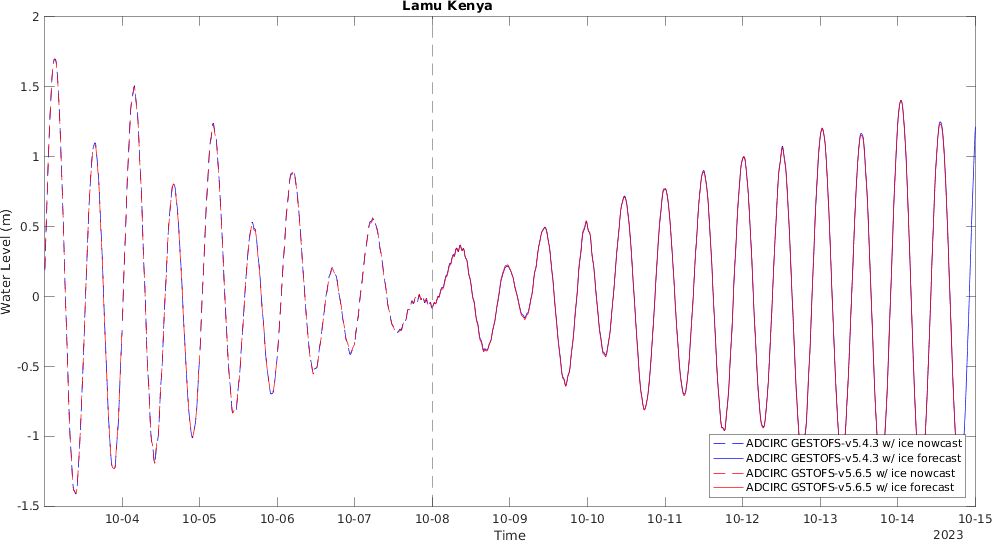 Lamu Kenya
2
1.5
1
0.5
0
-0.5
-1
-1.5
Water Level (m)
ADCIRC GESTOFS-v5.4.3 w/ ice nowcast
ADCIRC GESTOFS-v5.4.3 w/ ice forecast
ADCIRC GSTOFS-v5.6.5 w/ ice nowcast
ADCIRC GSTOFS-v5.6.5 w/ ice forecast
10-04 10-05 10-06 10-07 10-08 10-09 10-10 10-11 10-12 10-13 10-14 10-15
Time
2023